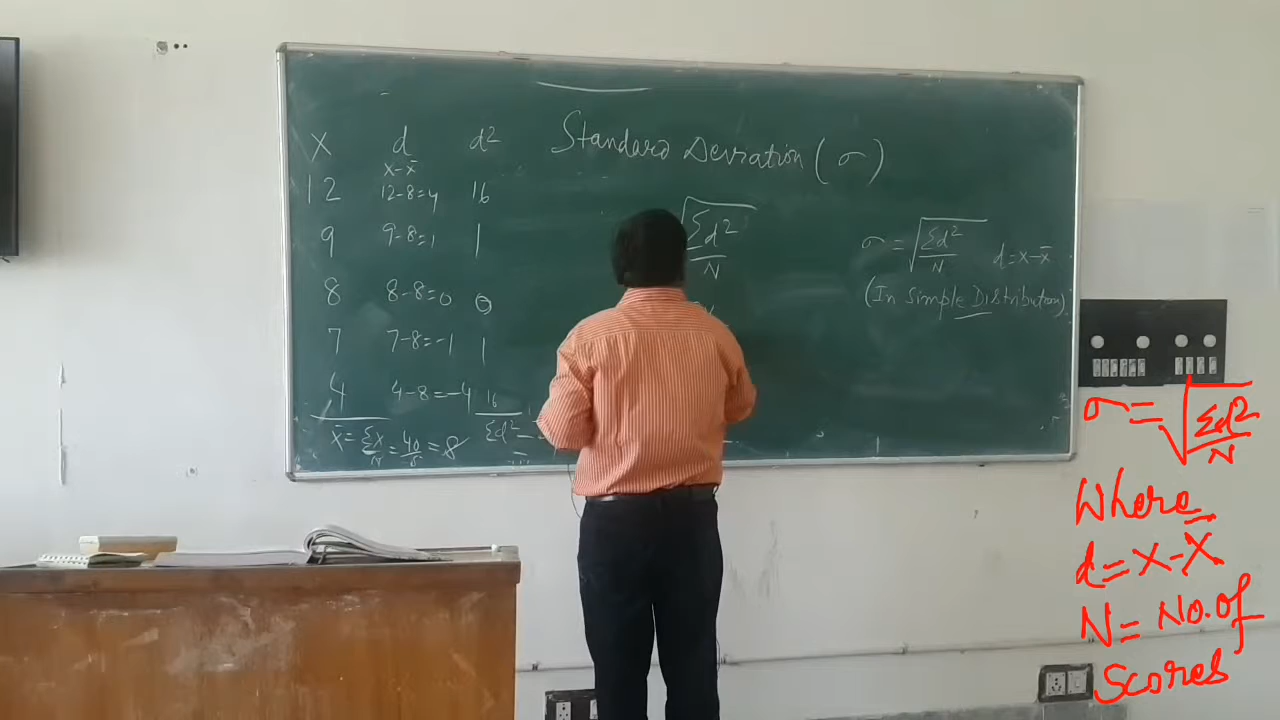 Standard Deviation (σ)
X d d²
x-x̄
12 12-8=4 16
9 9-8=1 1
8 8-8=0 0
7 7-8=-1 1
4 4-8=-4 16
x̄=Σx/N=40/5=8 Σd²=
√Σd²/N
σ=√Σd²/N d=x-x̄
(In Simple Distribution)
σ=√Σd²/N
Where
d=X-X̄
N=No.of
Scores